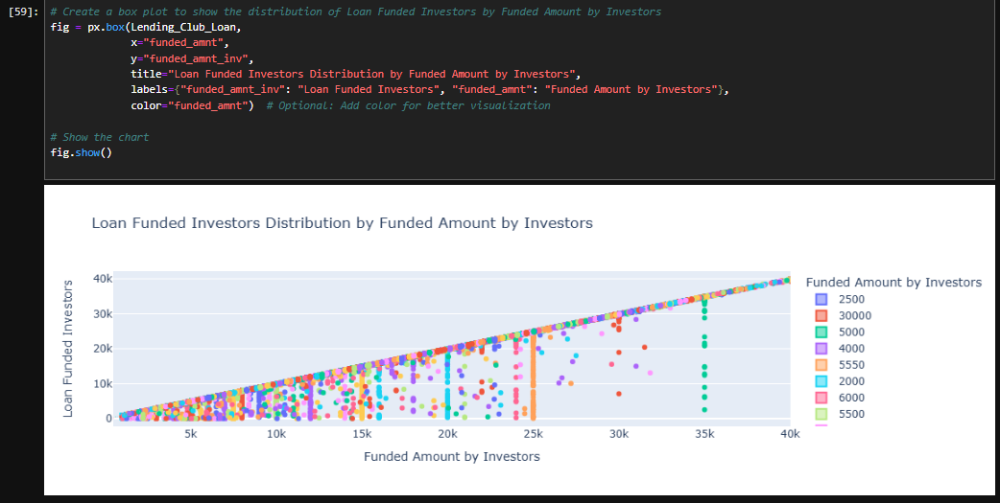 [59]: # Create a box plot to show the distribution of Loan Funded Investors by Funded Amount by Investors
fig = px.box(Lending_Club_Loan,
x="funded_amnt",
y="funded_amnt_inv",
title="Loan Funded Investors Distribution by Funded Amount by Investors",
labels={"funded_amnt_inv": "Loan Funded Investors", "funded_amnt": "Funded Amount by Investors"},
color="funded_amnt")  # Optional: Add color for better visualization
# Show the chart
fig.show()
Loan Funded Investors Distribution by Funded Amount by Investors
Loan Funded Investors
40k
30k
20k
10k
0
5k 10k 15k 20k 25k 30k 35k 40k
Funded Amount by Investors
Funded Amount by Investors
2500
30000
5000
4000
5550
2000
6000
5500